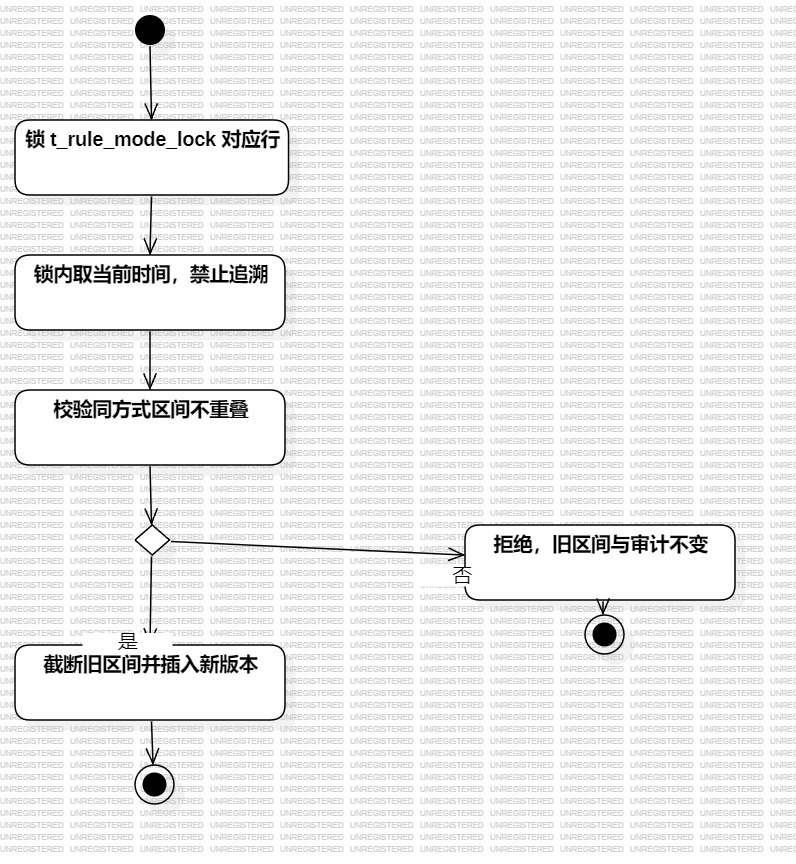 锁 t_rule_mode_lock 对应行
锁内取当前时间，禁止追溯
校验同方式区间不重叠
拒绝，旧区间与审计不变
否
是
截断旧区间并插入新版本
UNREGISTERED